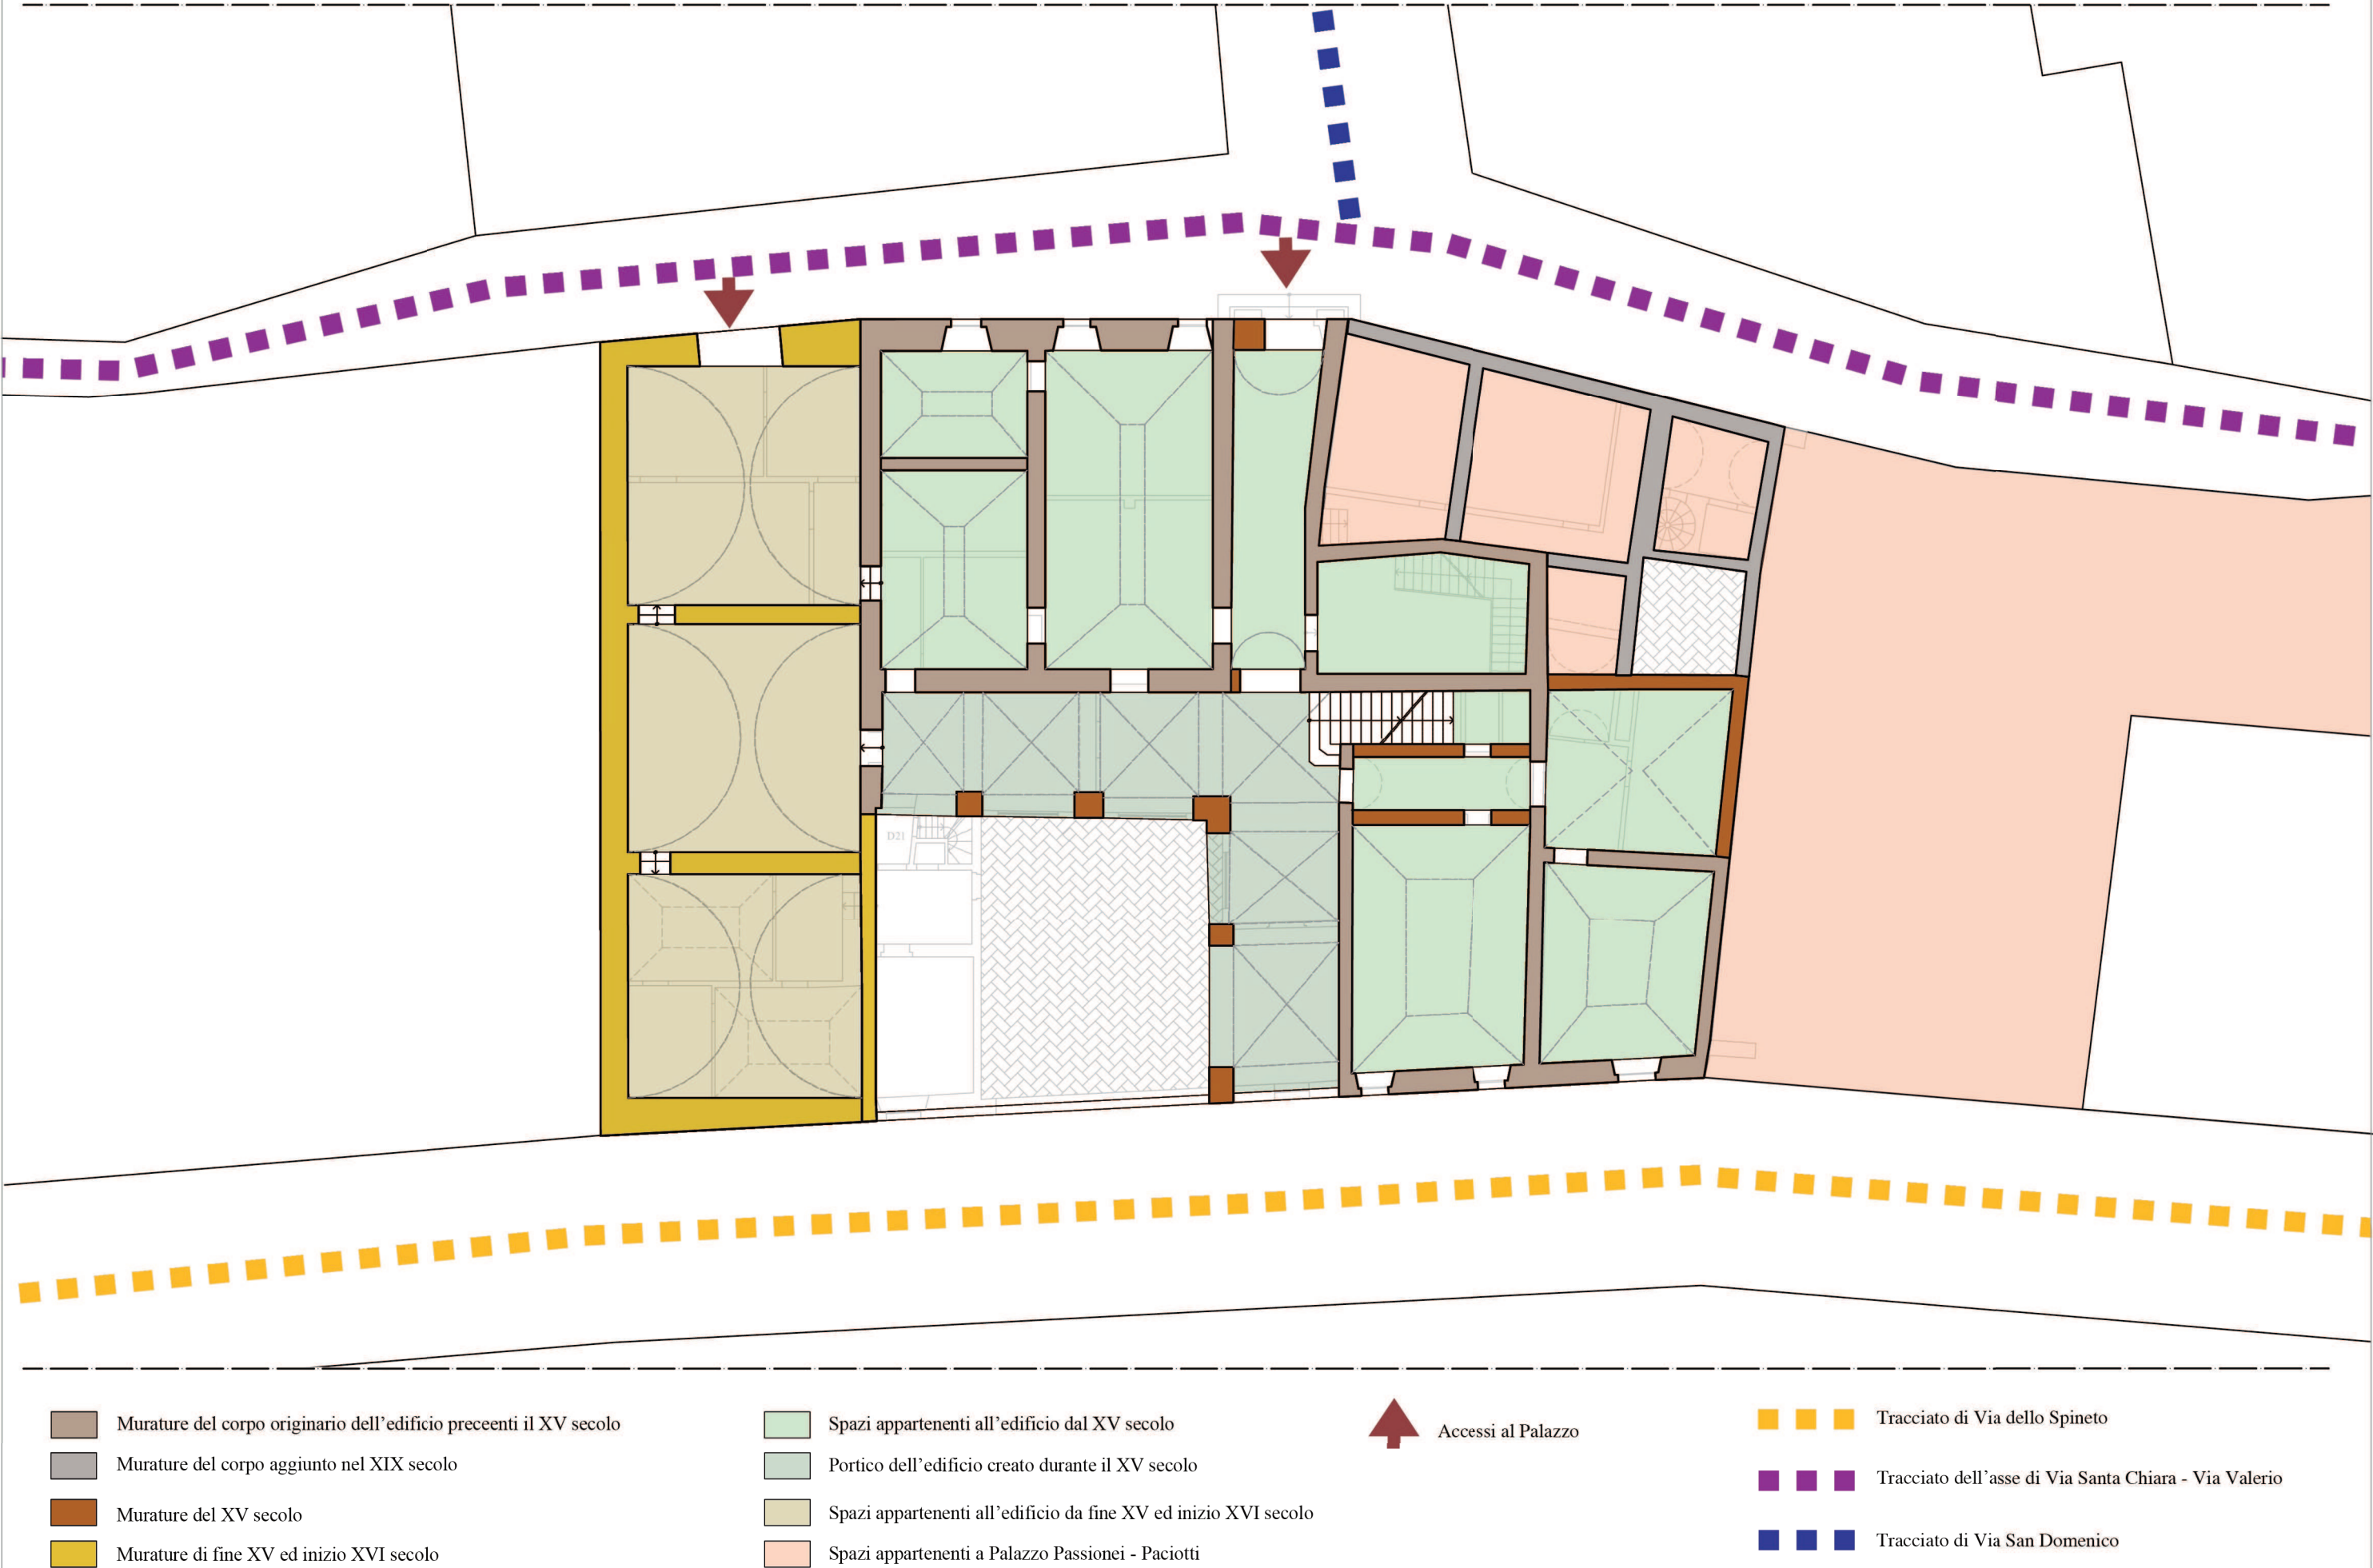 D21
Murature del corpo originario dell'edificio preceenti il XV secolo
Murature del corpo aggiunto nel XIX secolo
Murature del XV secolo
Murature di fine XV ed inizio XVI secolo
Spazi appartenenti all'edificio dal XV secolo
Portico dell'edificio creato durante il XV secolo
Spazi appartenenti all'edificio da fine XV ed inizio XVI secolo
Spazi appartenenti a Palazzo Passionei - Paciotti
Accessi al Palazzo
Tracciato di Via dello Spineto
Tracciato dell'asse di Via Santa Chiara - Via Valerio
Tracciato di Via San Domenico